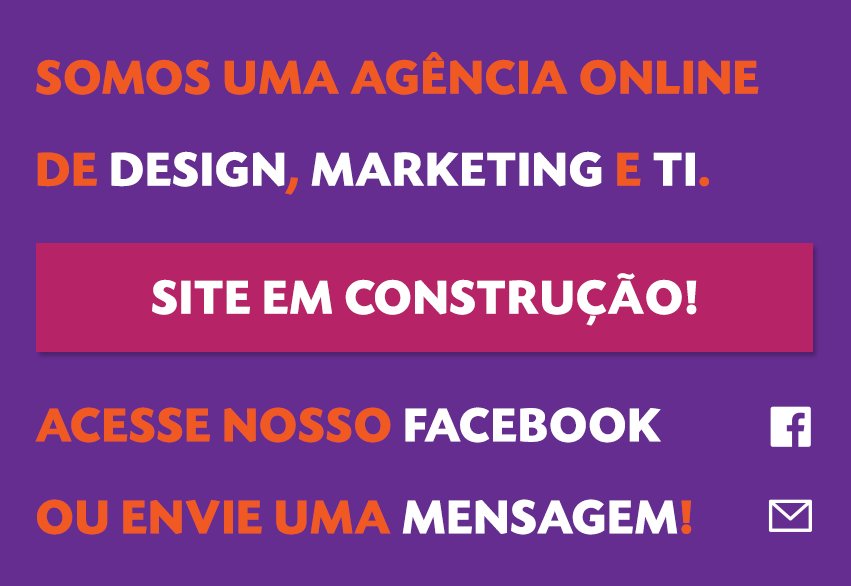 SOMOS UMA AGÊNCIA ONLINE
DE DESIGN, MARKETING E TI.
SITE EM CONSTRUÇÃO!
ACESSE NOSSO FACEBOOK
OU ENVIE UMA MENSAGEM!